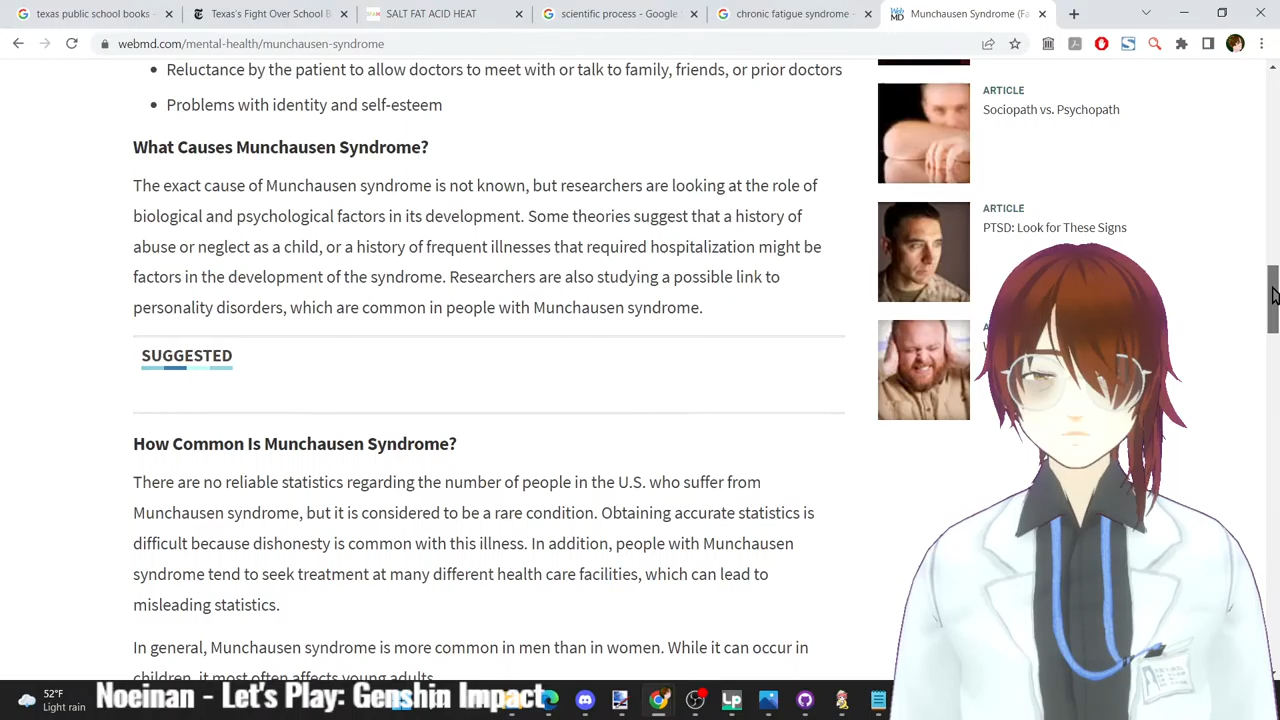 texas public school books -
Texas's Fight Over School B
SALT FAT ACID HEAT
scientific process - Google
chronic fatigue syndrome -
Munchausen Syndrome (Fa
webmd.com/mental-health/munchausen-syndrome
Reluctance by the patient to allow doctors to meet with or talk to family, friends, or prior doctors
Problems with identity and self-esteem
What Causes Munchausen Syndrome?
The exact cause of Munchausen syndrome is not known, but researchers are looking at the role of
biological and psychological factors in its development. Some theories suggest that a history of
abuse or neglect as a child, or a history of frequent illnesses that required hospitalization might be
factors in the development of the syndrome. Researchers are also studying a possible link to
personality disorders, which are common in people with Munchausen syndrome.
SUGGESTED
How Common Is Munchausen Syndrome?
There are no reliable statistics regarding the number of people in the U.S. who suffer from
Munchausen syndrome, but it is considered to be a rare condition. Obtaining accurate statistics is
difficult because dishonesty is common with this illness. In addition, people with Munchausen
syndrome tend to seek treatment at many different health care facilities, which can lead to
misleading statistics.
In general, Munchausen syndrome is more common in men than in women. While it can occur in
children, it most often affects young adults.
ARTICLE
Sociopath vs. Psychopath
ARTICLE
PTSD: Look for These Signs
52°F
Light rain
Noeinan - Let's Play: Genshin Impact